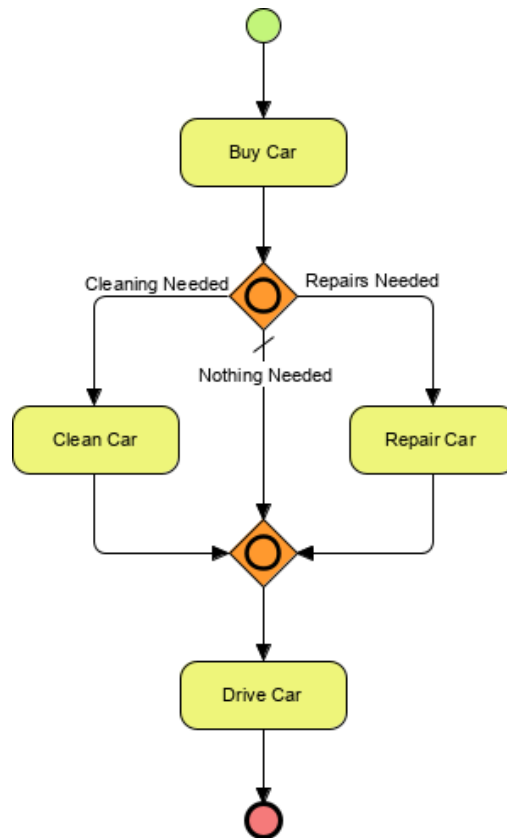 Buy Car
Cleaning Needed
Repairs Needed
Nothing Needed
Clean Car
Repair Car
Drive Car